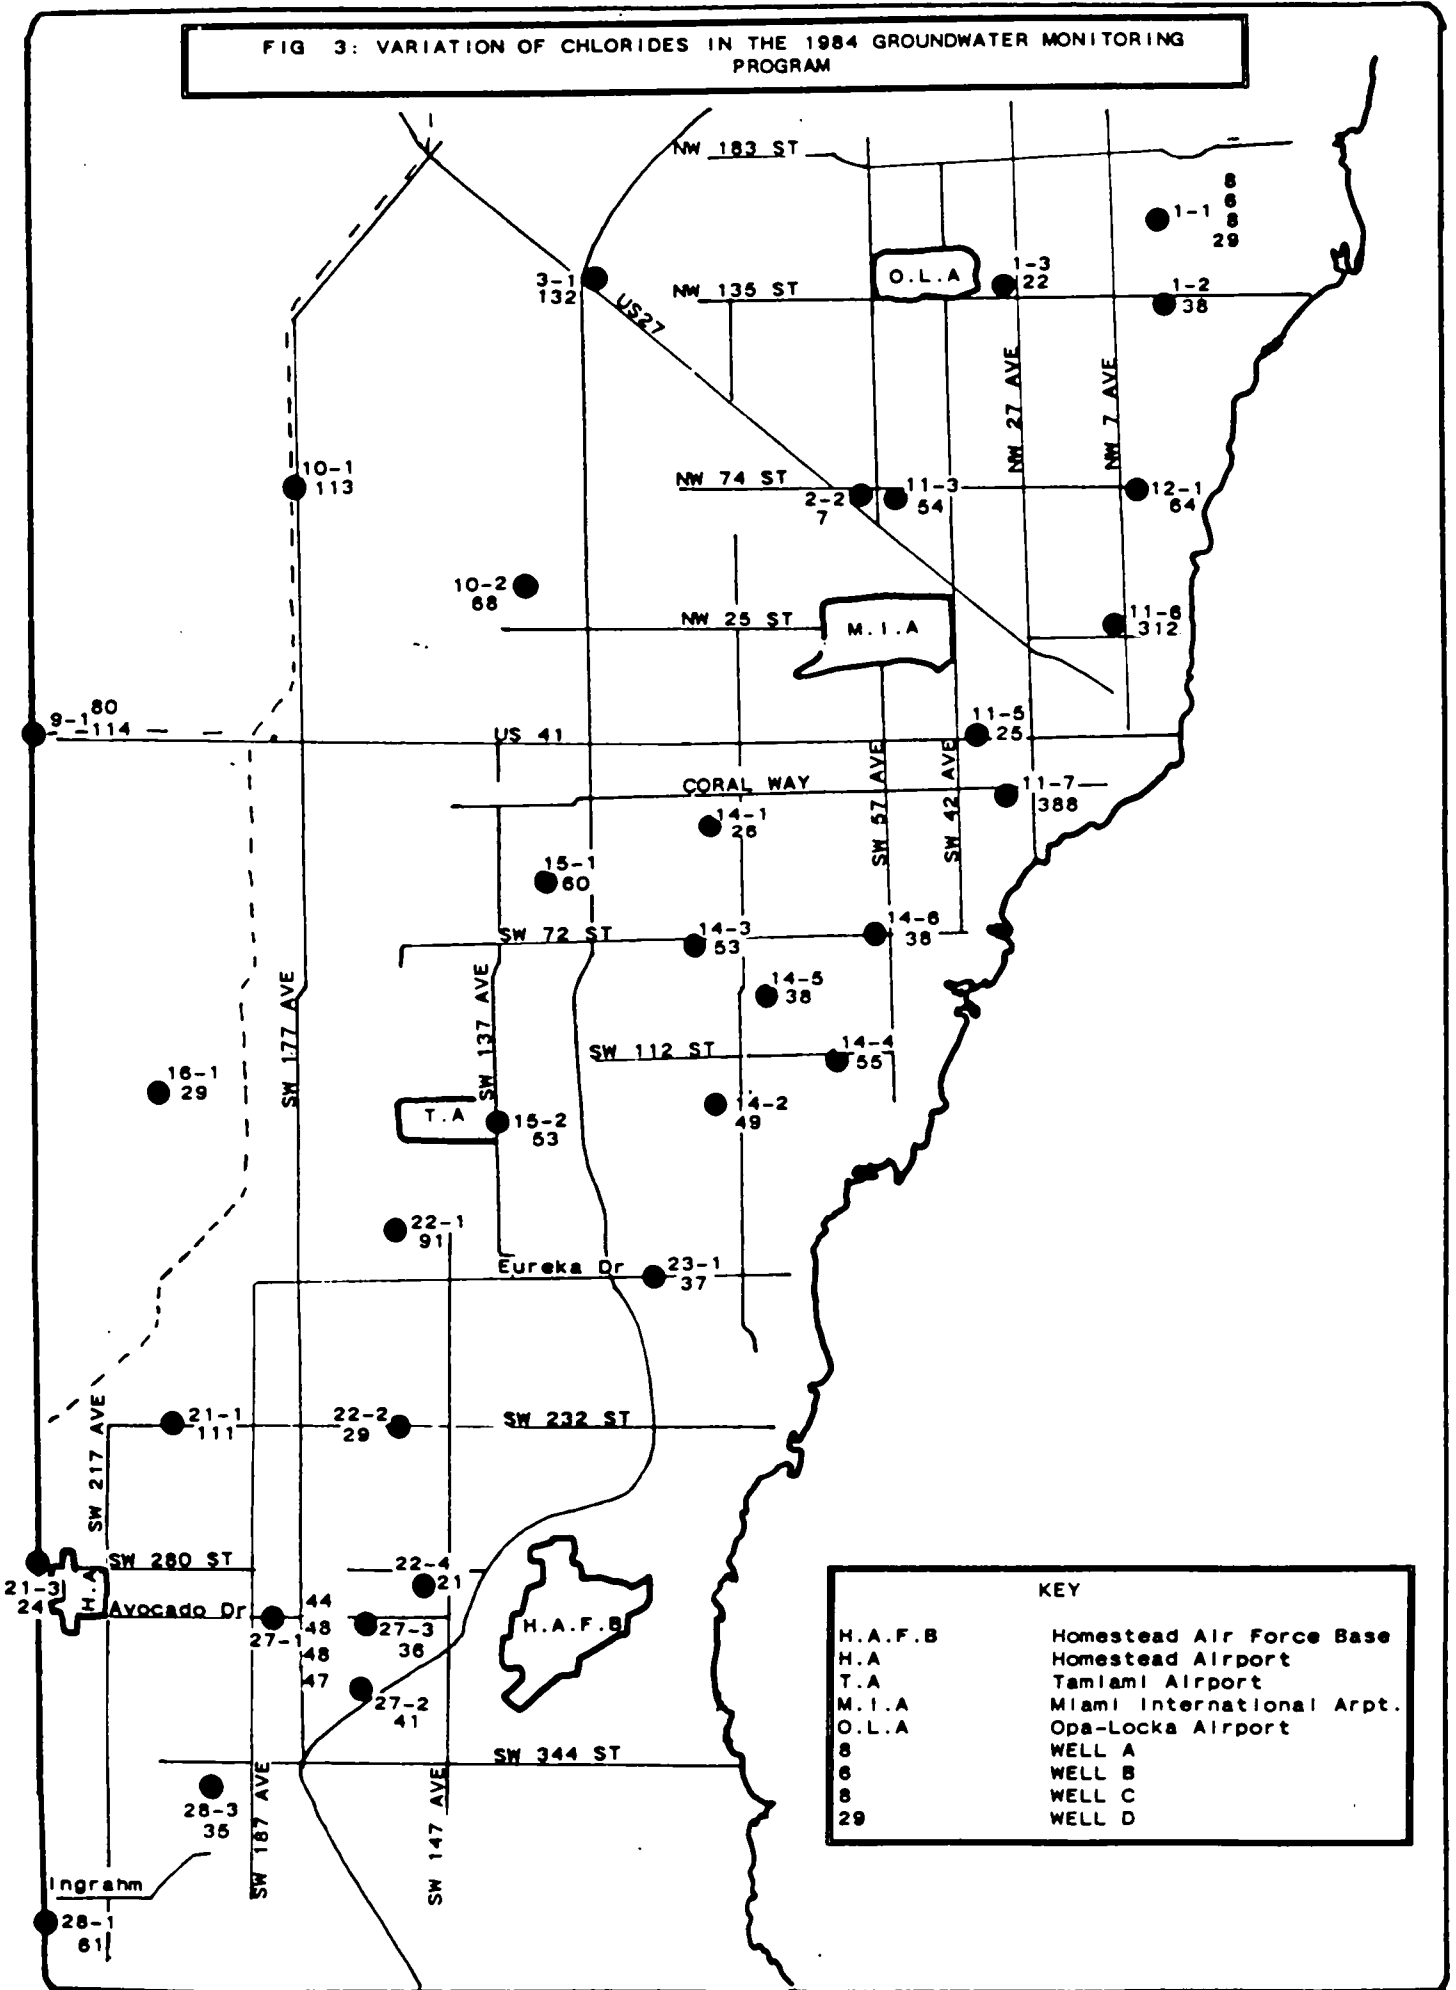 FIG 3: VARIATION OF CHLORIDES IN THE 1984 GROUNDWATER MONITORING
PROGRAM
NW 183 ST
8
6
1-1 8
29
3-1
132
US27
NW 135 ST
O.L.A
1-3
22
1-2
38
NW 27 AVE
NW 7 AVE
10-1
113
NW 74 ST
2-2
7
11-3
54
12-1
64
10-2
68
NW 25 ST
M.I.A
11-6
312
9-1 80
114
US 41
11-5
25
CORAL WAY
SW 57 AVE
SW 42 AVE
11-7
388
14-1
26
15-1
60
SW 72 ST
14-3
53
14-6
38
SW 177 AVE
SW 137 AVE
14-5
38
SW 112 ST
14-4
55
16-1
29
T.A
15-2
53
14-2
49
22-1
91
Eureka Dr
23-1
37
SW 217 AVE
21-1
111
22-2
29
SW 232 ST
SW 280 ST
21-3
24
H.A
Avocado Dr
22-4
21
27-1
44
48
48
47
27-3
36
H.A.F.B
27-2
41
SW 344 ST
28-3
35
SW 187 AVE
SW 147 AVE
Ingrahm
28-1
61
KEY
H.A.F.B Homestead Air Force Base
H.A Homestead Airport
T.A Tamiami Airport
M.I.A Miami International Arpt.
O.L.A Opa-Locka Airport
8 WELL A
6 WELL B
8 WELL C
29 WELL D